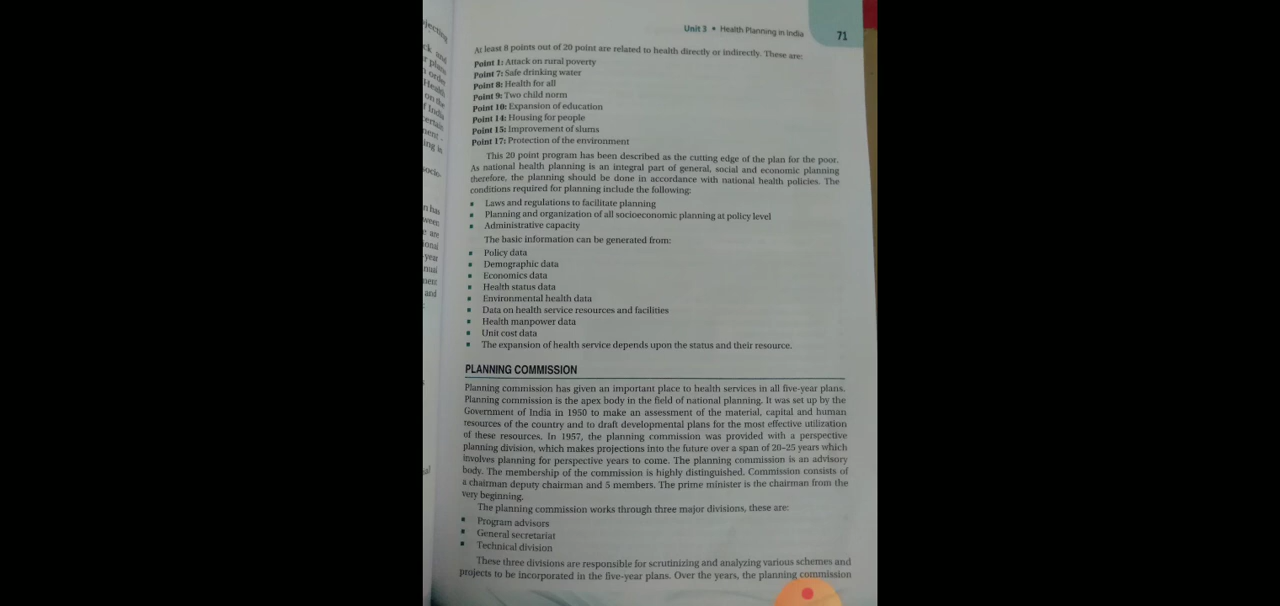 Unit 3 • Health Planning in India
71
At least 8 points out of 20 point are related to health directly or indirectly. These are:
Point 1: Attack on rural poverty
Point 7: Safe drinking water
Point 8: Health for all
Point 9: Two child norm
Point 10: Expansion of education
Point 14: Housing for people
Point 15: Improvement of slums
Point 17: Protection of the environment
This 20 point program has been described as the cutting edge of the plan for the poor.
As national health planning is an integral part of general, social and economic planning
therefore, the planning should be done in accordance with national health policies. The
conditions required for planning include the following:
▪ Laws and regulations to facilitate planning
▪ Planning and organization of all socioeconomic planning at policy level
▪ Administrative capacity
The basic information can be generated from:
▪ Policy data
▪ Demographic data
▪ Economics data
▪ Health status data
▪ Environmental health data
▪ Data on health service resources and facilities
▪ Health manpower data
▪ Unit cost data
▪ The expansion of health service depends upon the status and their resource.
PLANNING COMMISSION
Planning commission has given an important place to health services in all five-year plans.
Planning commission is the apex body in the field of national planning. It was set up by the
Government of India in 1950 to make an assessment of the material, capital and human
resources of the country and to draft developmental plans for the most effective utilization
of these resources. In 1957, the planning commission was provided with a perspective
planning division, which makes projections into the future over a span of 20–25 years which
involves planning for perspective years to come. The planning commission is an advisory
body. The membership of the commission is highly distinguished. Commission consists of
a chairman deputy chairman and 5 members. The prime minister is the chairman from the
very beginning.
The planning commission works through three major divisions, these are:
▪ Program advisors
▪ General secretariat
▪ Technical division
These three divisions are responsible for scrutinizing and analyzing various schemes and
projects to be incorporated in the five-year plans. Over the years, the planning commission